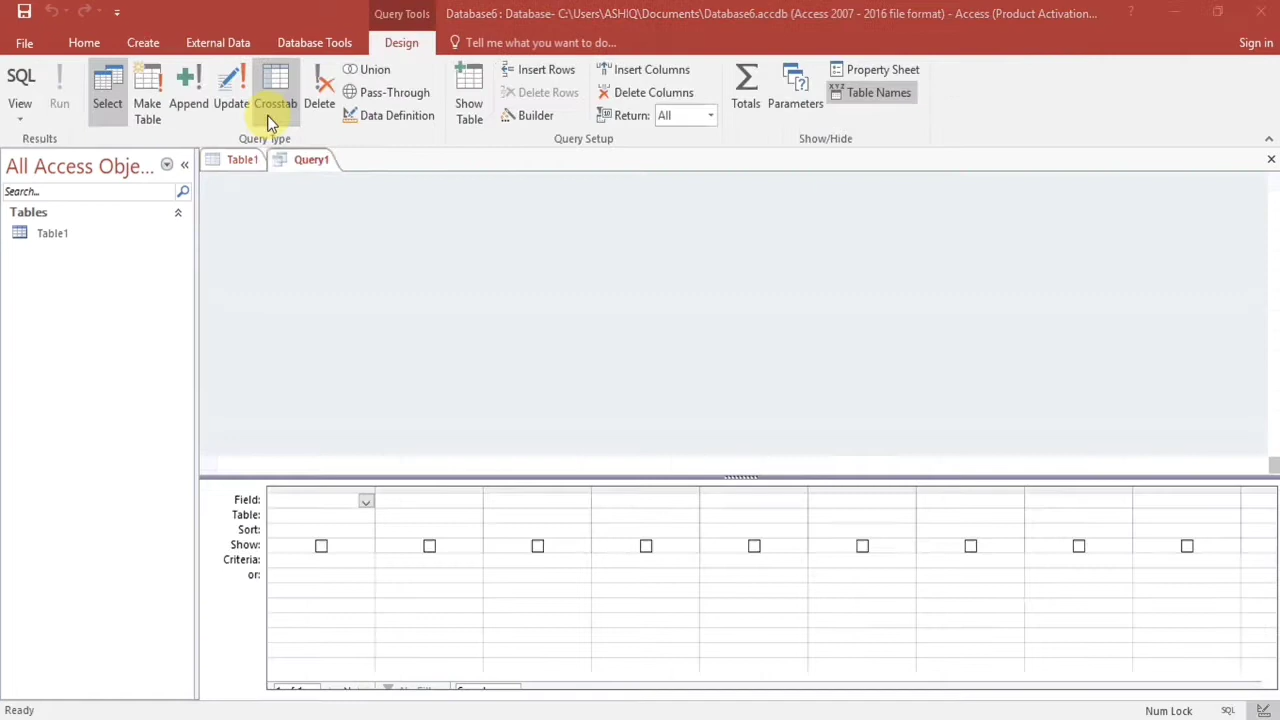 Query Tools
Database6 : Database- C:\Users\ASHIQ\Documents\Database6.accdb (Access 2007 - 2016 file format) - Access (Product Activation...
?
File
Home
Create
External Data
Database Tools
Design
Tell me what you want to do...
Sign in
SQL
View
Run
Select
Make
Table
Append
Update
Crosstab
Delete
Union
Pass-Through
Data Definition
Show
Table
Insert Rows
Delete Rows
Builder
Insert Columns
Delete Columns
Return:
All
Totals
Parameters
Property Sheet
XYZ
Table Names
Results
Query Type
Query Setup
Show/Hide
All Access Obje...
Search...
Tables
Table1
Table1
Query1
Field:
Table:
Sort:
Show:
Criteria:
or:
Ready
Num Lock
SQL